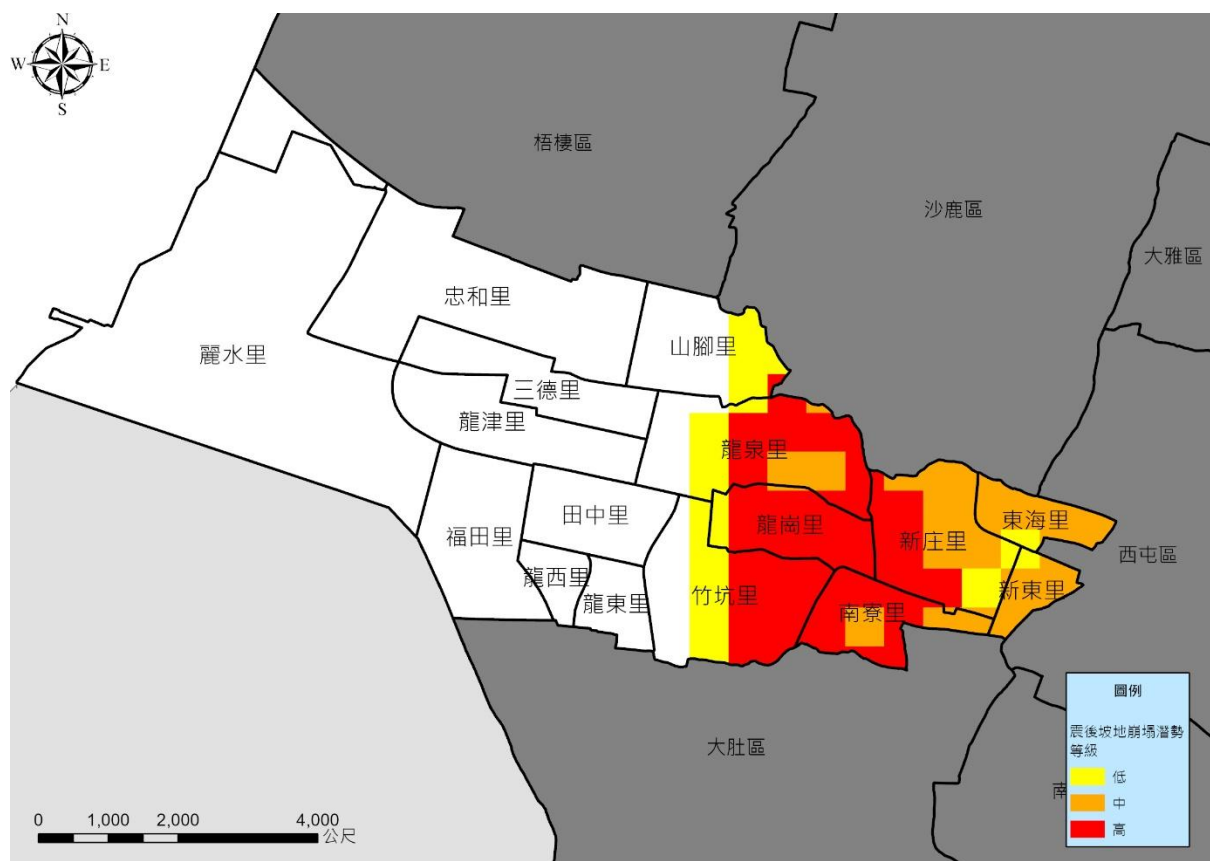 N
W
E
S
梧棲區
沙鹿區
大雅區
忠和里
山腳里
麗水里
三德里
龍津里
龍泉里
田中里
龍崗里
東海里
福田里
新庄里
西屯區
龍西里
新東里
龍東里
竹坑里
南寮里
大肚區
南
圖例
震後坡地崩塌潛勢
等級
低
中
高
0 1,000 2,000 4,000
公尺